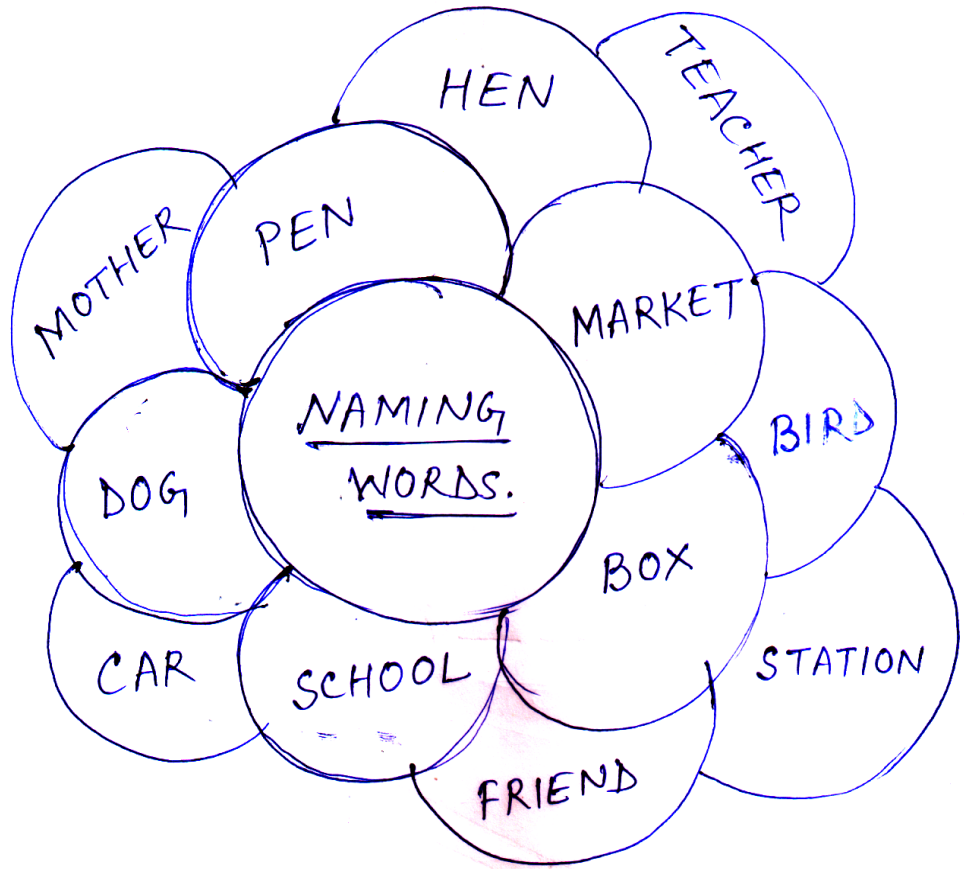 HEN
TEACHER
MOTHER
PEN
MARKET
NAMING
WORDS.
BIRD
DOG
BOX
CAR
SCHOOL
STATION
FRIEND